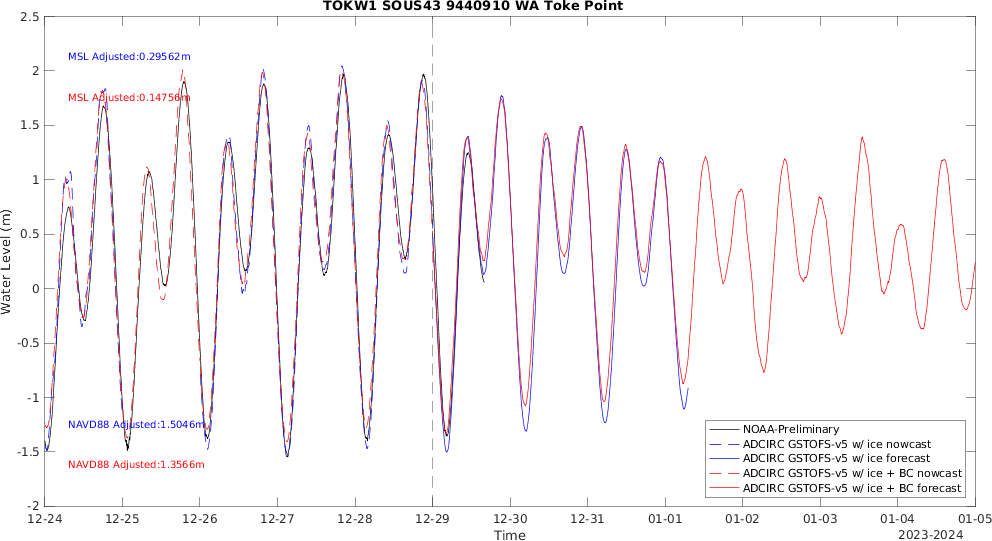 TOKW1 SOUS43 9440910 WA Toke Point
2.5
2
1.5
1
0.5
0
-0.5
-1
-1.5
-2
Water Level (m)
MSL Adjusted:0.29562m
MSL Adjusted:0.14756m
NAVD88 Adjusted:1.5046m
NAVD88 Adjusted:1.3566m
NOAA-Preliminary
ADCIRC GSTOFS-v5 w/ ice nowcast
ADCIRC GSTOFS-v5 w/ ice forecast
ADCIRC GSTOFS-v5 w/ ice + BC nowcast
ADCIRC GSTOFS-v5 w/ ice + BC forecast
12-24 12-25 12-26 12-27 12-28 12-29 12-30 12-31 01-01 01-02 01-03 01-04 01-05
Time
2023-2024